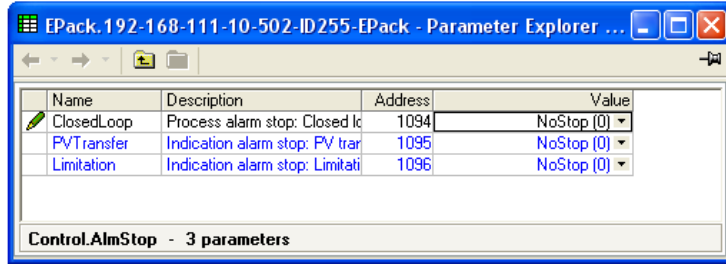 EPack.192-168-111-10-502-ID255-EPack - Parameter Explorer ...
Name Description Address Value
ClosedLoop Process alarm stop: Closed lo 1094 NoStop (0)
PVTransfer Indication alarm stop: PV tran 1095 NoStop (0)
Limitation Indication alarm stop: Limitati 1096 NoStop (0)
Control.AlmStop - 3 parameters